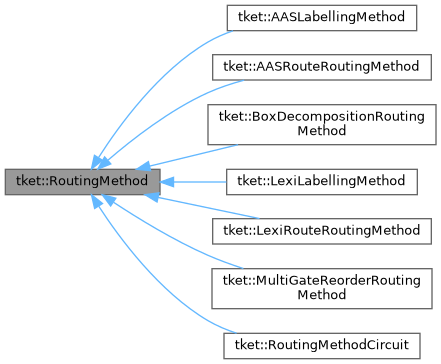 tket::AASLabellingMethod
tket::AASRouteRoutingMethod
tket::BoxDecompositionRouting
Method
tket::RoutingMethod
tket::LexiLabellingMethod
tket::LexiRouteRoutingMethod
tket::MultiGateReorderRouting
Method
tket::RoutingMethodCircuit